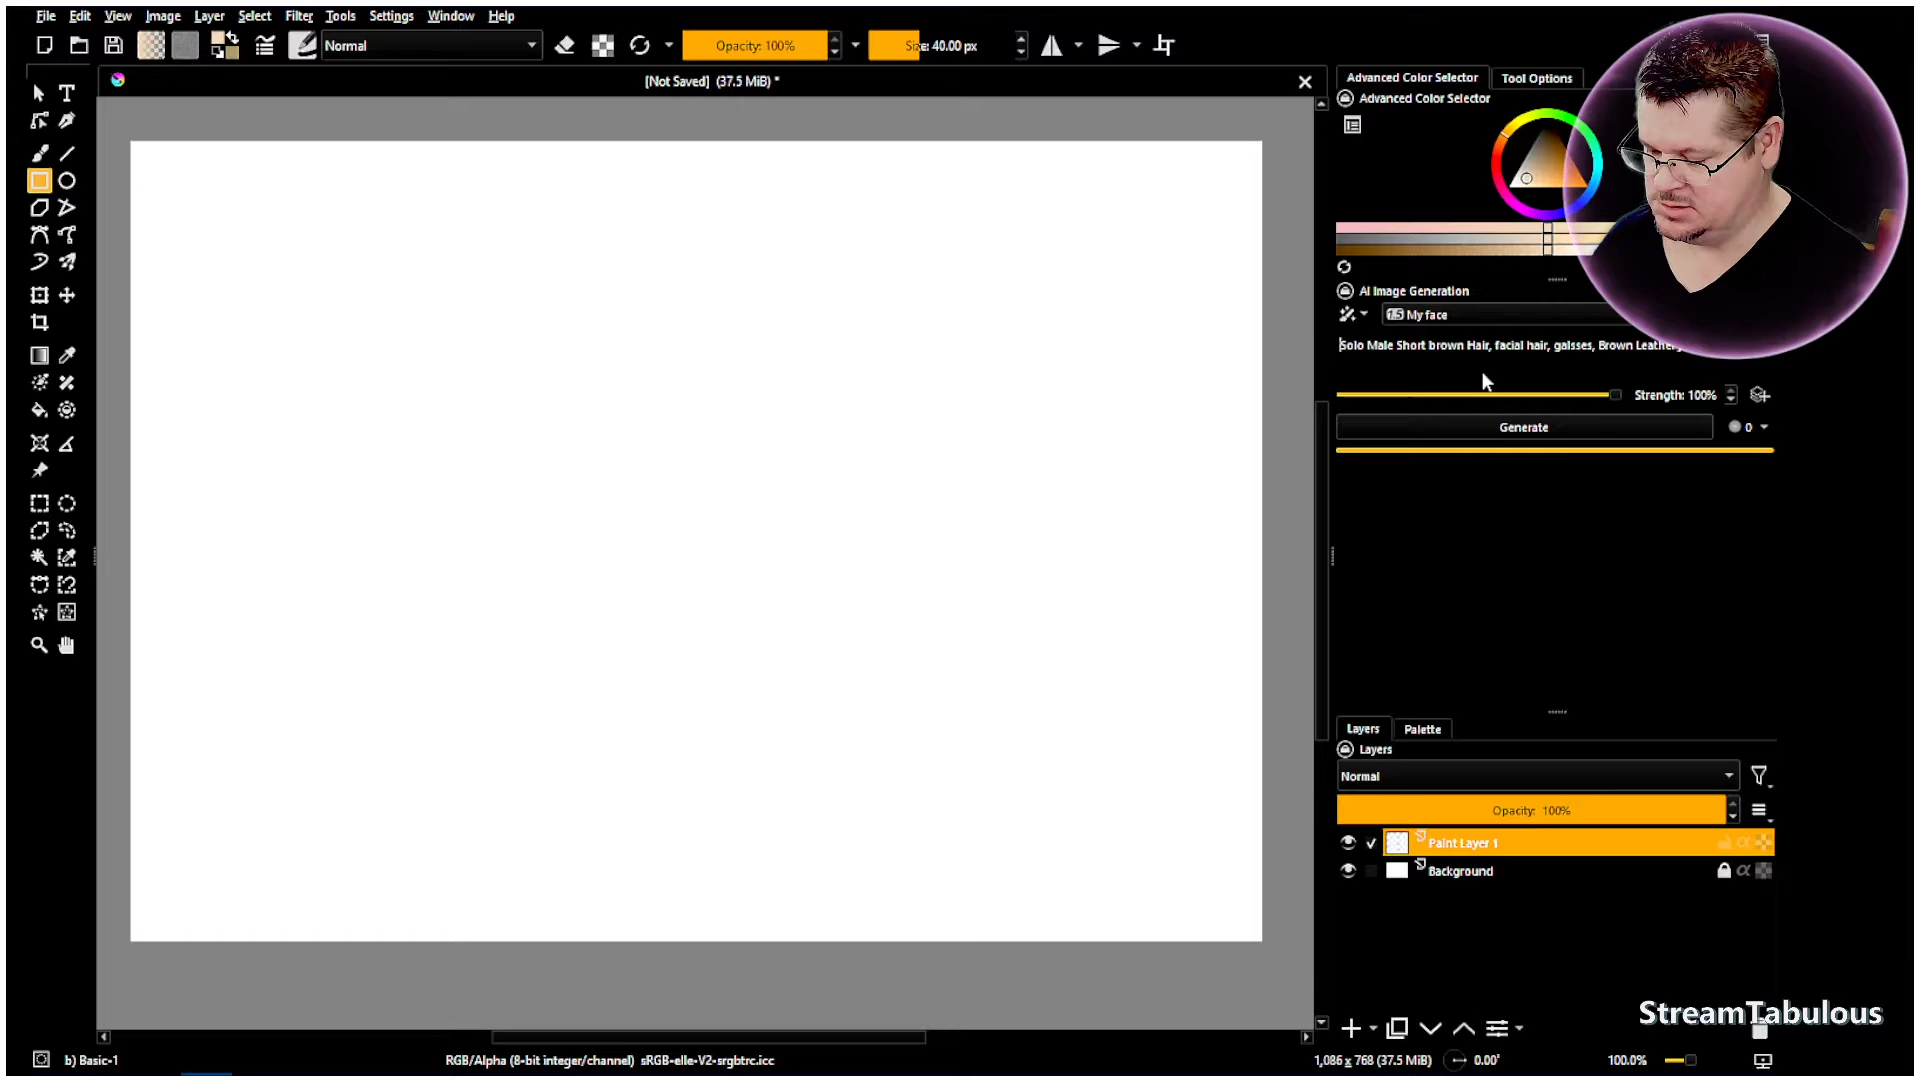 File Edit View Image Layer Select Filter Tools Settings Window Help
Normal
Opacity: 100%
Size: 40.00 px
[Not Saved] (37.5 MiB) *
Advanced Color Selector
Tool Options
Advanced Color Selector
AI Image Generation
1.5 My face
Solo Male Short brown Hair, facial hair, galsses, Brown
Strength: 100%
Generate
0
Layers
Palette
Layers
Normal
Opacity: 100%
Paint Layer 1
Background
StreamTabulous
b) Basic-1
RGB/Alpha (8-bit integer/channel) sRGB-elle-V2-srgbtrc.icc
1,086 x 768 (37.5 MiB)
0.00°
100.0%